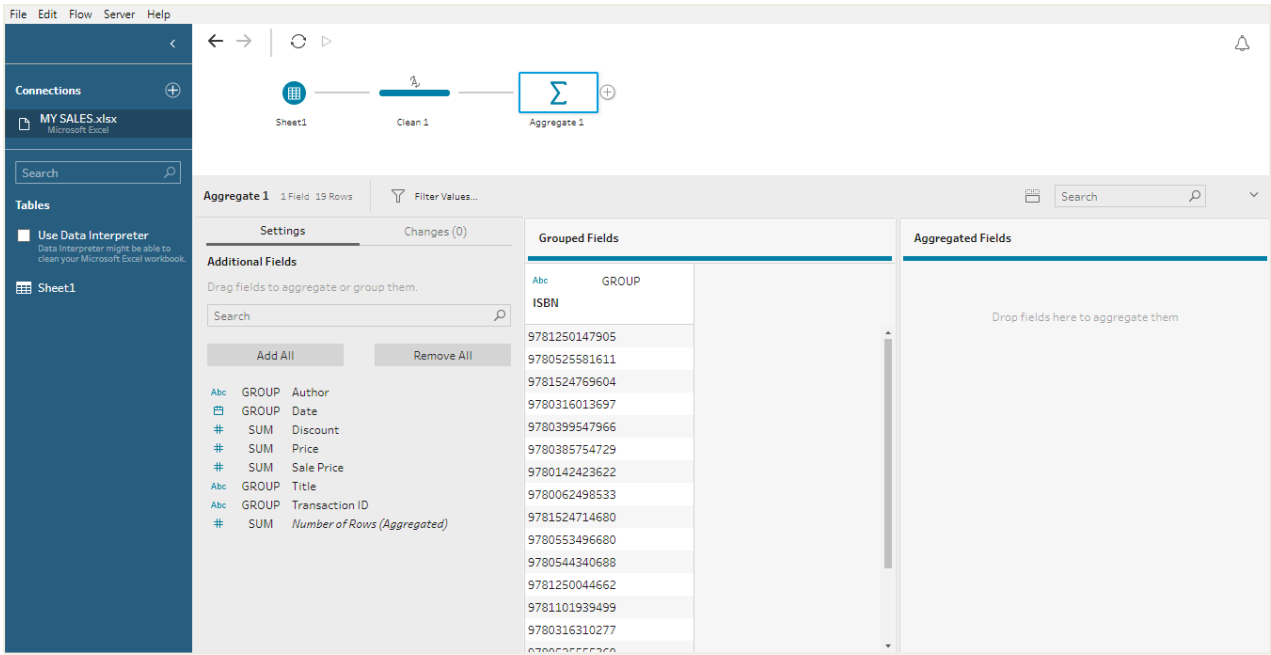 File Edit Flow Server Help
Connections
MY SALES.xlsx
Microsoft Excel
Search
Tables
Use Data Interpreter
Data Interpreter might be able to
clean your Microsoft Excel workbook.
Sheet1
Sheet1
Clean 1
Aggregate 1
Aggregate 1 1 Field 19 Rows Filter Values... Search
Settings Changes (0)
Additional Fields
Drag fields to aggregate or group them.
Search
Add All Remove All
Abc GROUP Author
GROUP Date
# SUM Discount
# SUM Price
# SUM Sale Price
Abc GROUP Title
Abc GROUP Transaction ID
# SUM Number of Rows (Aggregated)
Grouped Fields
Abc GROUP
ISBN
9781250147905
9780525581611
9781524769604
9780316013697
9780399547966
9780385754729
9780142423622
9780062498533
9781524714680
9780553496680
9780544340688
9781250044662
9781101939499
9780316310277
Aggregated Fields
Drop fields here to aggregate them